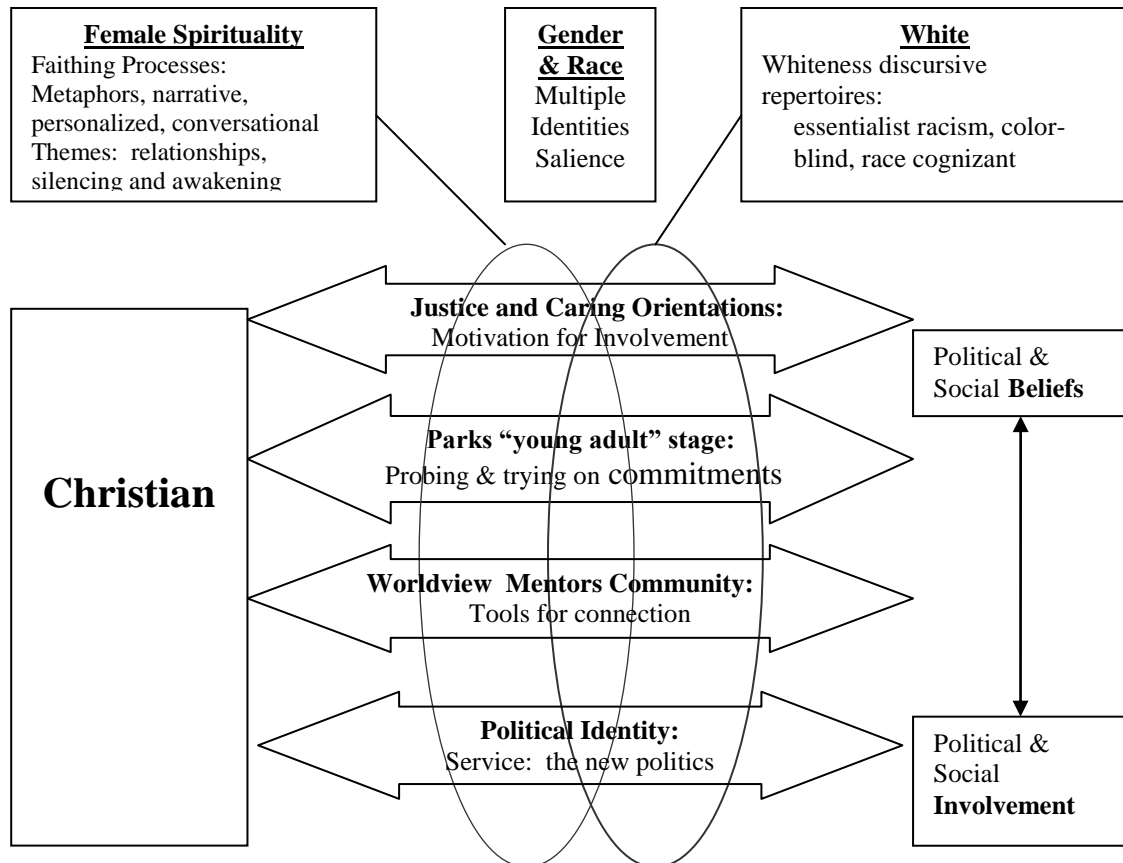 Female Spirituality
Faithing Processes:
Metaphors, narrative,
personalized, conversational
Themes: relationships,
silencing and awakening
Gender
& Race
Multiple
Identities
Salience
White
Whiteness discursive
repertoires:
essentialist racism, color-
blind, race cognizant
Christian
Justice and Caring Orientations:
Motivation for Involvement
Parks “young adult” stage:
Probing & trying on commitments
Worldview Mentors Community:
Tools for connection
Political Identity:
Service: the new politics
Political &
Social Beliefs
Political &
Social
Involvement